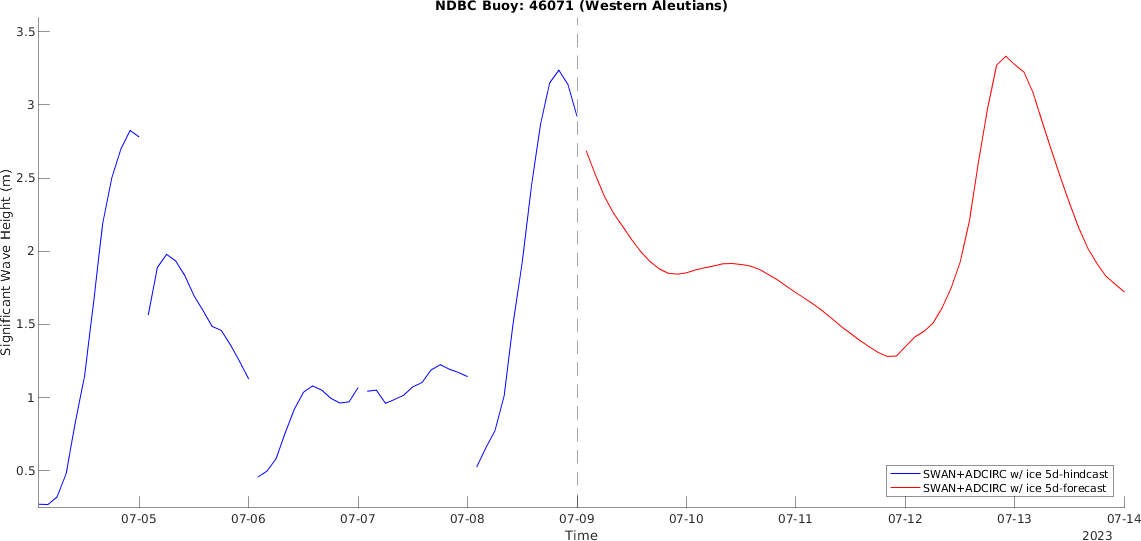 NDBC Buoy: 46071 (Western Aleutians)
3.5
3
2.5
2
1.5
1
0.5
Significant Wave Height (m)
07-05 07-06 07-07 07-08 07-09 07-10 07-11 07-12 07-13 07-14
Time
2023
SWAN+ADCIRC w/ ice 5d-hindcast
SWAN+ADCIRC w/ ice 5d-forecast